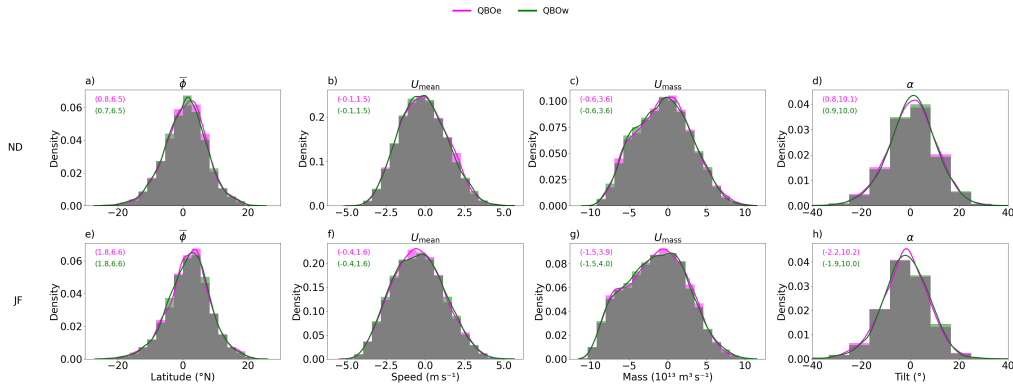 QBOe QBOw
a) ϕ̅
b) U_mean
c) U_mass
d) α
ND
Density
(0.8,6.5)
(0.7,6.5)
0.06
0.04
0.02
0.00
−20 0 20
Density
(-0.1,1.5)
(-0.1,1.5)
0.2
0.1
0.0
−5.0 −2.5 0.0 2.5 5.0
Density
(-0.6,3.6)
(-0.6,3.6)
0.100
0.075
0.050
0.025
0.000
−10 −5 0 5 10
Density
(0.8,10.1)
(0.9,10.0)
0.04
0.03
0.02
0.01
0.00
−40 −20 0 20 40
e) ϕ̅
f) U_mean
g) U_mass
h) α
JF
Density
(1.8,6.6)
(1.8,6.6)
0.06
0.04
0.02
0.00
−20 0 20
Latitude (°N)
Density
(-0.4,1.6)
(-0.4,1.6)
0.20
0.15
0.10
0.05
0.00
−5.0 −2.5 0.0 2.5 5.0
Speed (m s⁻¹)
Density
(-1.5,3.9)
(-1.5,4.0)
0.08
0.06
0.04
0.02
0.00
−10 −5 0 5 10
Mass (10¹³ m³ s⁻¹)
Density
(-2.2,10.2)
(-1.9,10.0)
0.04
0.03
0.02
0.01
0.00
−40 −20 0 20 40
Tilt (°)